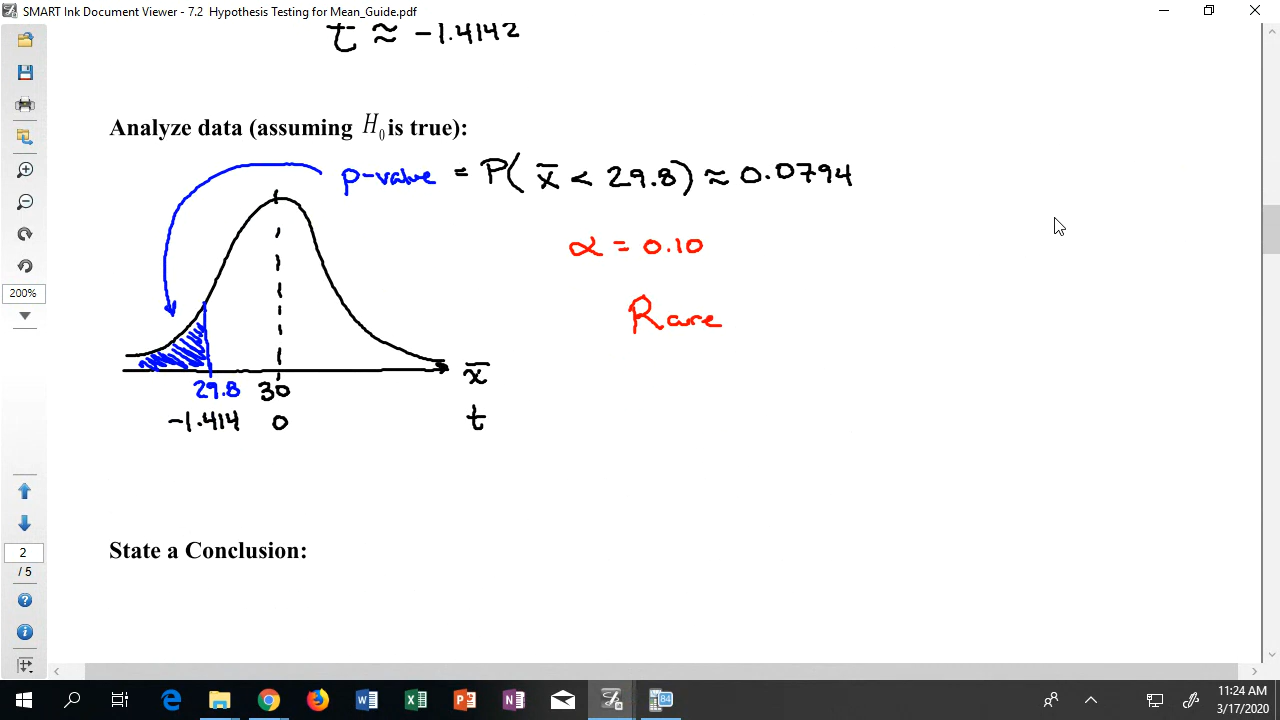 SMART Ink Document Viewer - 7.2 Hypothesis Testing for Mean_Guide.pdf
t ≈ -1.4142
Analyze data (assuming H₀ is true):
p-value = P( x̄ < 29.8) ≈ 0.0794
α = 0.10
200%
Rare
x̄
29.8 30
-1.414 0 t
State a Conclusion:
2
/ 5
84
11:24 AM
3/17/2020